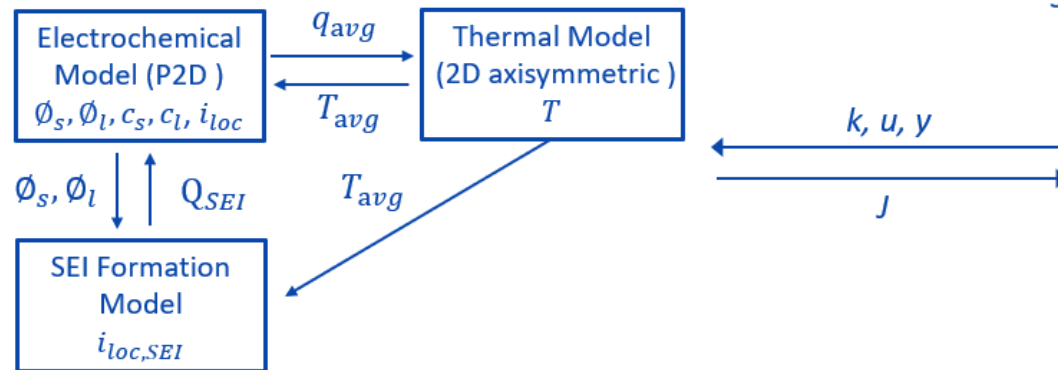 Electrochemical
Model (P2D )
∅s, ∅l, cs, cl, iloc
qavg
Tavg
Thermal Model
(2D axisymmetric )
T
k, u, y
J
∅s, ∅l
QSEI
Tavg
SEI Formation
Model
iloc,SEI